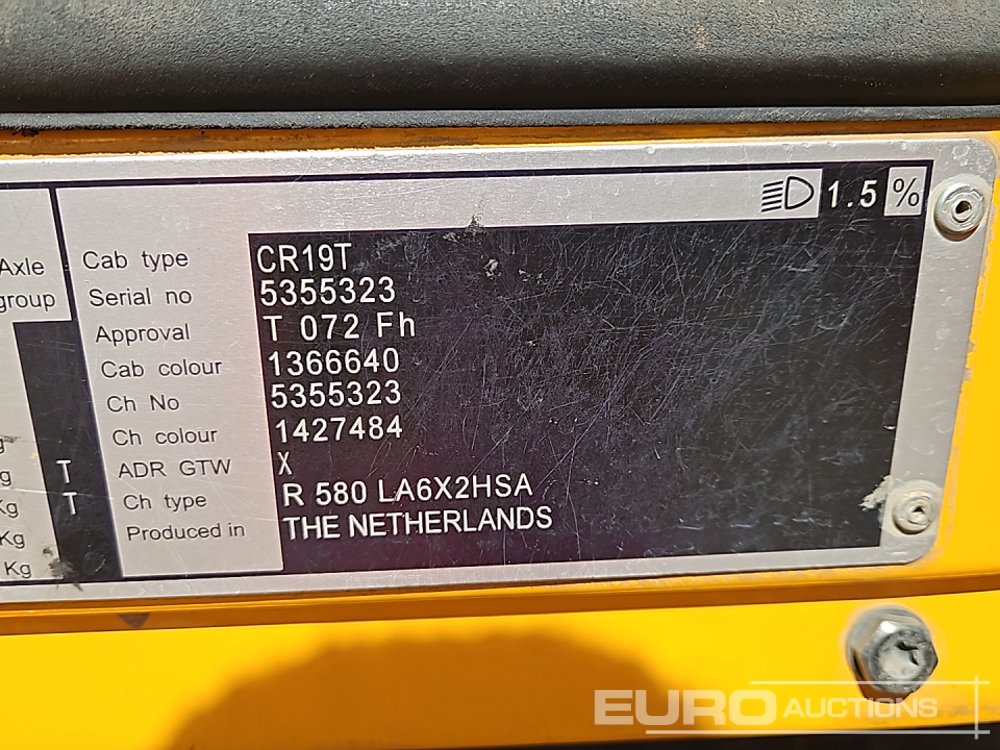 1.5 %
Axle
group
Cab type CR19T
Serial no 5355323
Approval T 072 Fh
Cab colour 1366640
Ch No 5355323
Ch colour 1427484
T ADR GTW X
T Ch type R 580 LA6X2HSA
Produced in THE NETHERLANDS
Kg
Kg
Kg
EURO AUCTIONS